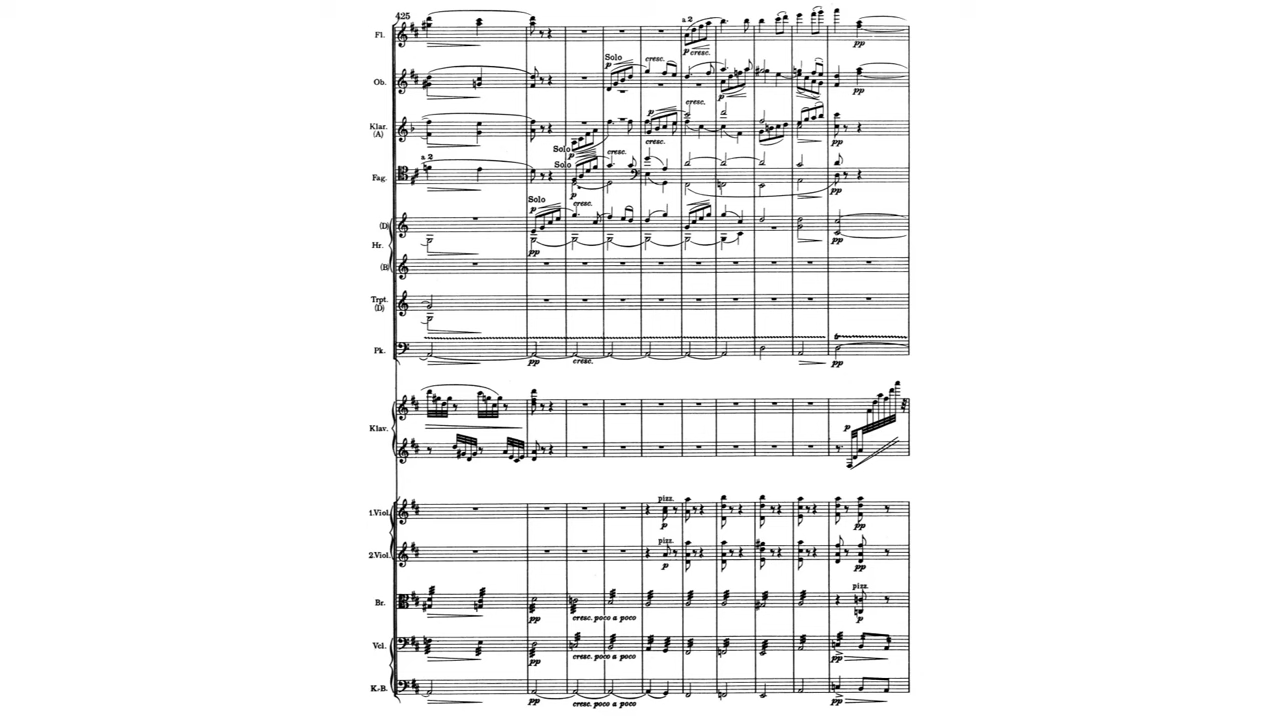 425
Fl.
a 2
p cresc.
pp
Ob.
Solo
p
cresc.
p
pp
Klar.
(A)
p
cresc.
cresc.
Solo
p
pp
a 2
Fag.
Solo
cresc.
p
pp
Hr.
(D)
Solo
p
cresc.
pp
pp
(B)
Trpt.
(D)
Pk.
pp
cresc.
pp
Klav.
p
1.Viol.
pizz.
p
pp
2.Viol.
pizz.
p
pp
Br.
pp
cresc. poco a poco
pizz.
p
Vcl.
pp
cresc. poco a poco
pp
K.-B.
pp
cresc. poco a poco
pp